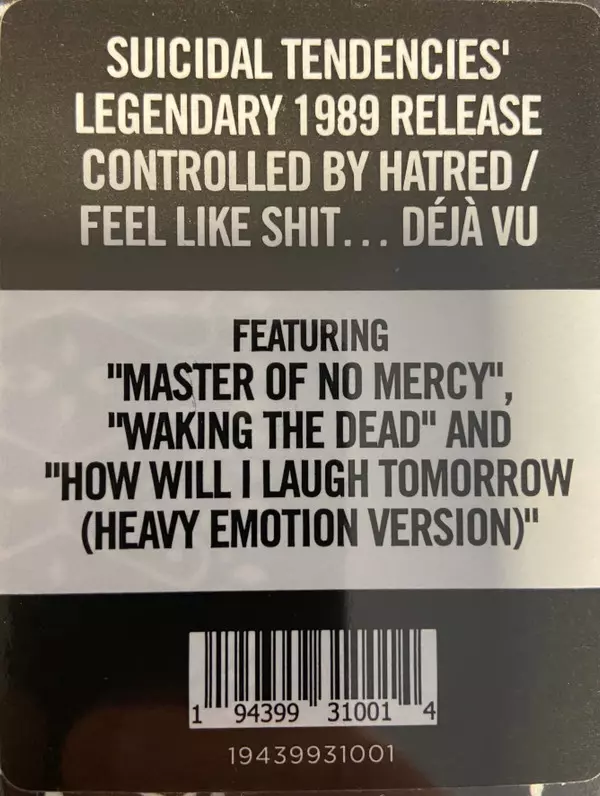 SUICIDAL TENDENCIES'
LEGENDARY 1989 RELEASE
CONTROLLED BY HATRED /
FEEL LIKE SHIT... DÉJÀ VU
FEATURING
"MASTER OF NO MERCY",
"WAKING THE DEAD" AND
"HOW WILL I LAUGH TOMORROW
(HEAVY EMOTION VERSION)"
1 94399 31001 4
19439931001